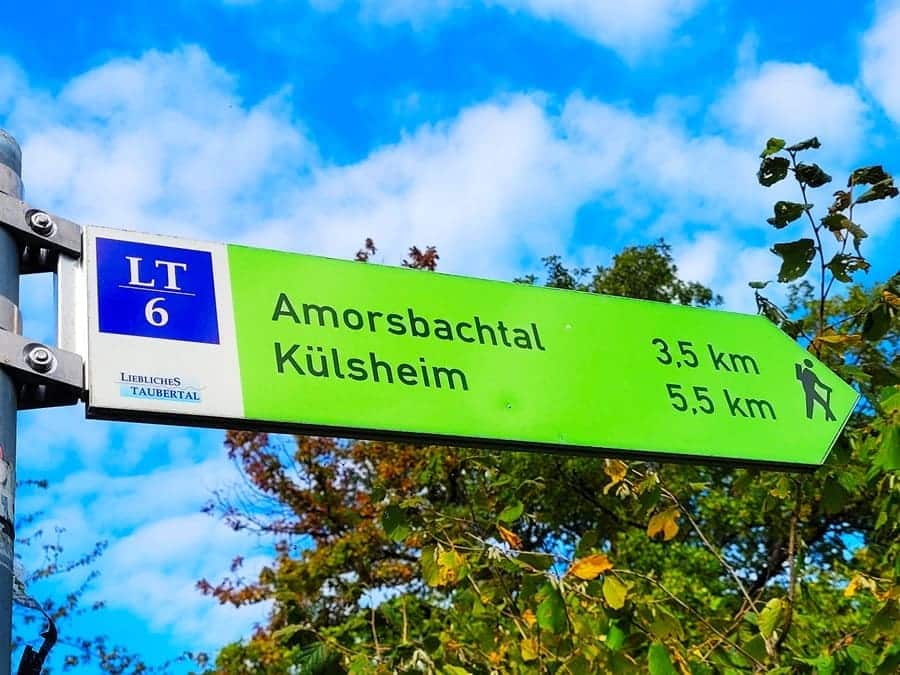 LT
6
LIEBLICHES
TAUBERTAL
Amorsbachtal 3,5 km
Külsheim 5,5 km